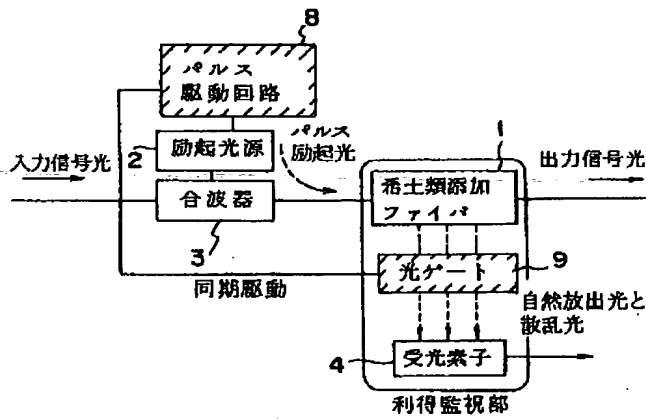 8
パルス
駆動回路
パルス
励起光
1
入力信号光
2
励起光源
合波器
3
希土類添加
ファイバ
出力信号光
光ゲート
9
同期駆動
自然放出光と
散乱光
4
受光素子
利得監視部